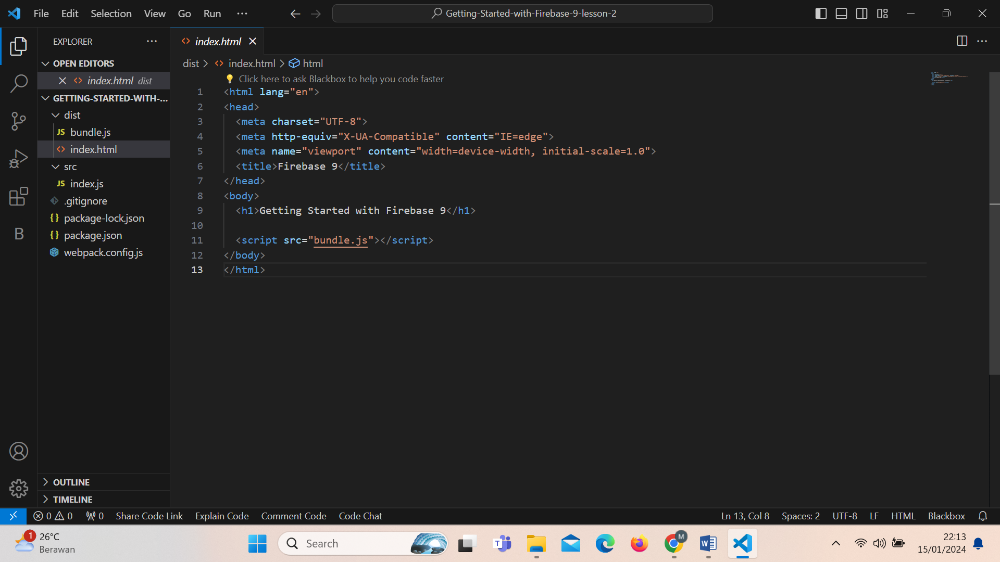 File Edit Selection View Go Run ...
Getting-Started-with-Firebase-9-lesson-2
EXPLORER
OPEN EDITORS
index.html dist
GETTING-STARTED-WITH-...
dist
JS bundle.js
index.html
src
JS index.js
.gitignore
{} package-lock.json
{} package.json
webpack.config.js
OUTLINE
TIMELINE
B
<> index.html
dist > <> index.html > html
Click here to ask Blackbox to help you code faster
1 <html lang="en">
2 <head>
3 <meta charset="UTF-8">
4 <meta http-equiv="X-UA-Compatible" content="IE=edge">
5 <meta name="viewport" content="width=device-width, initial-scale=1.0">
6 <title>Firebase 9</title>
7 </head>
8 <body>
9 <h1>Getting Started with Firebase 9</h1>
10
11 <script src="bundle.js"></script>
12 </body>
13 </html>
0 0 0 Share Code Link Explain Code Comment Code Code Chat
Ln 13, Col 8 Spaces: 2 UTF-8 LF HTML Blackbox
1
26°C
Berawan
Search
T
M
W
22:13
15/01/2024